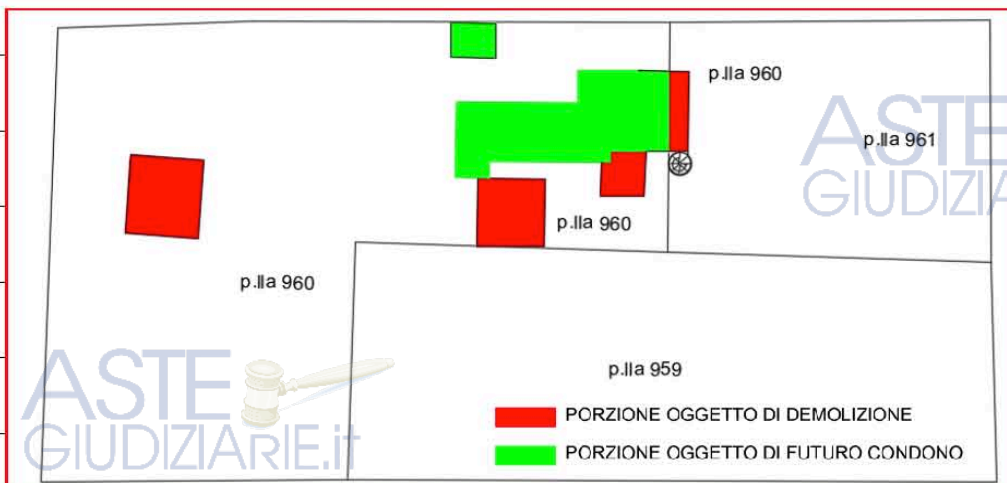 p.lla 960
p.lla 961
ASTE
GIUDIZIA
p.lla 960
p.lla 960
p.lla 959
ASTE
GIUDIZIARIE.it
PORZIONE OGGETTO DI DEMOLIZIONE
PORZIONE OGGETTO DI FUTURO CONDONO